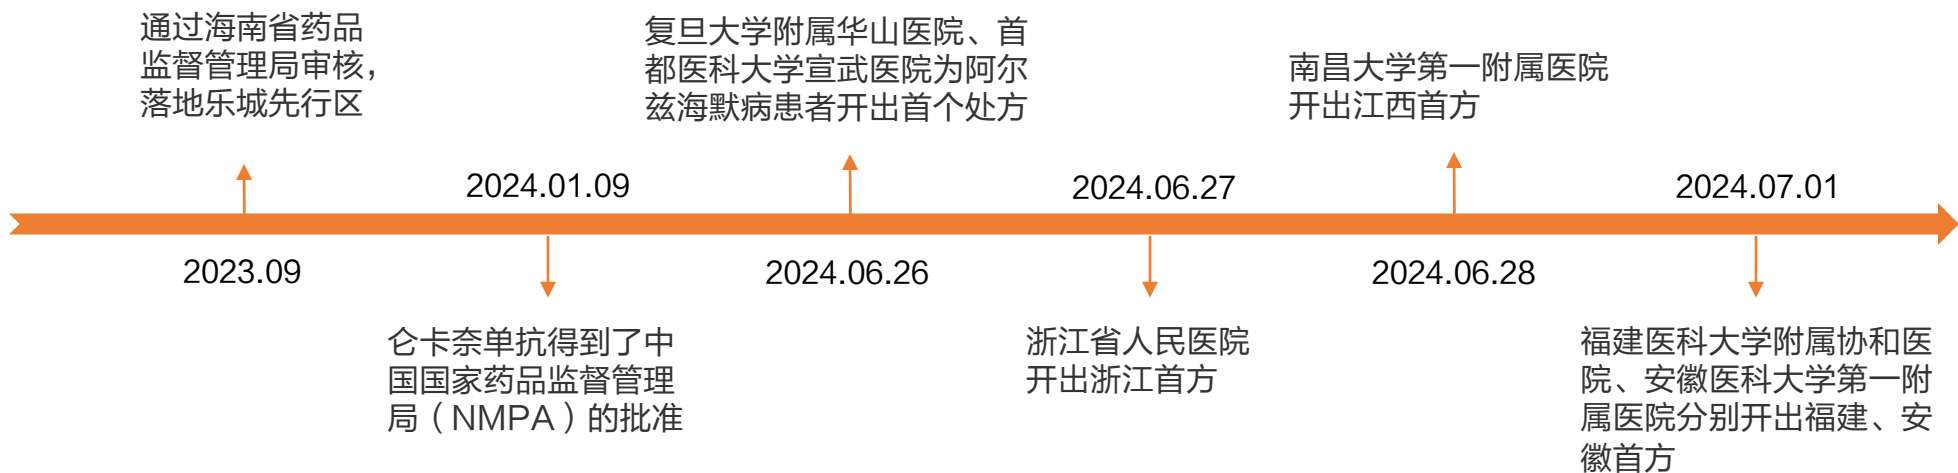 通过海南省药品
监督管理局审核，
落地乐城先行区
2023.09
2024.01.09
仑卡奈单抗得到了中
国国家药品监督管理
局（NMPA）的批准
复旦大学附属华山医院、首
都医科大学宣武医院为阿尔
兹海默病患者开出首个处方
2024.06.26
2024.06.27
浙江省人民医院
开出浙江首方
南昌大学第一附属医院
开出江西首方
2024.06.28
2024.07.01
福建医科大学附属协和医
院、安徽医科大学第一附
属医院分别开出福建、安
徽首方